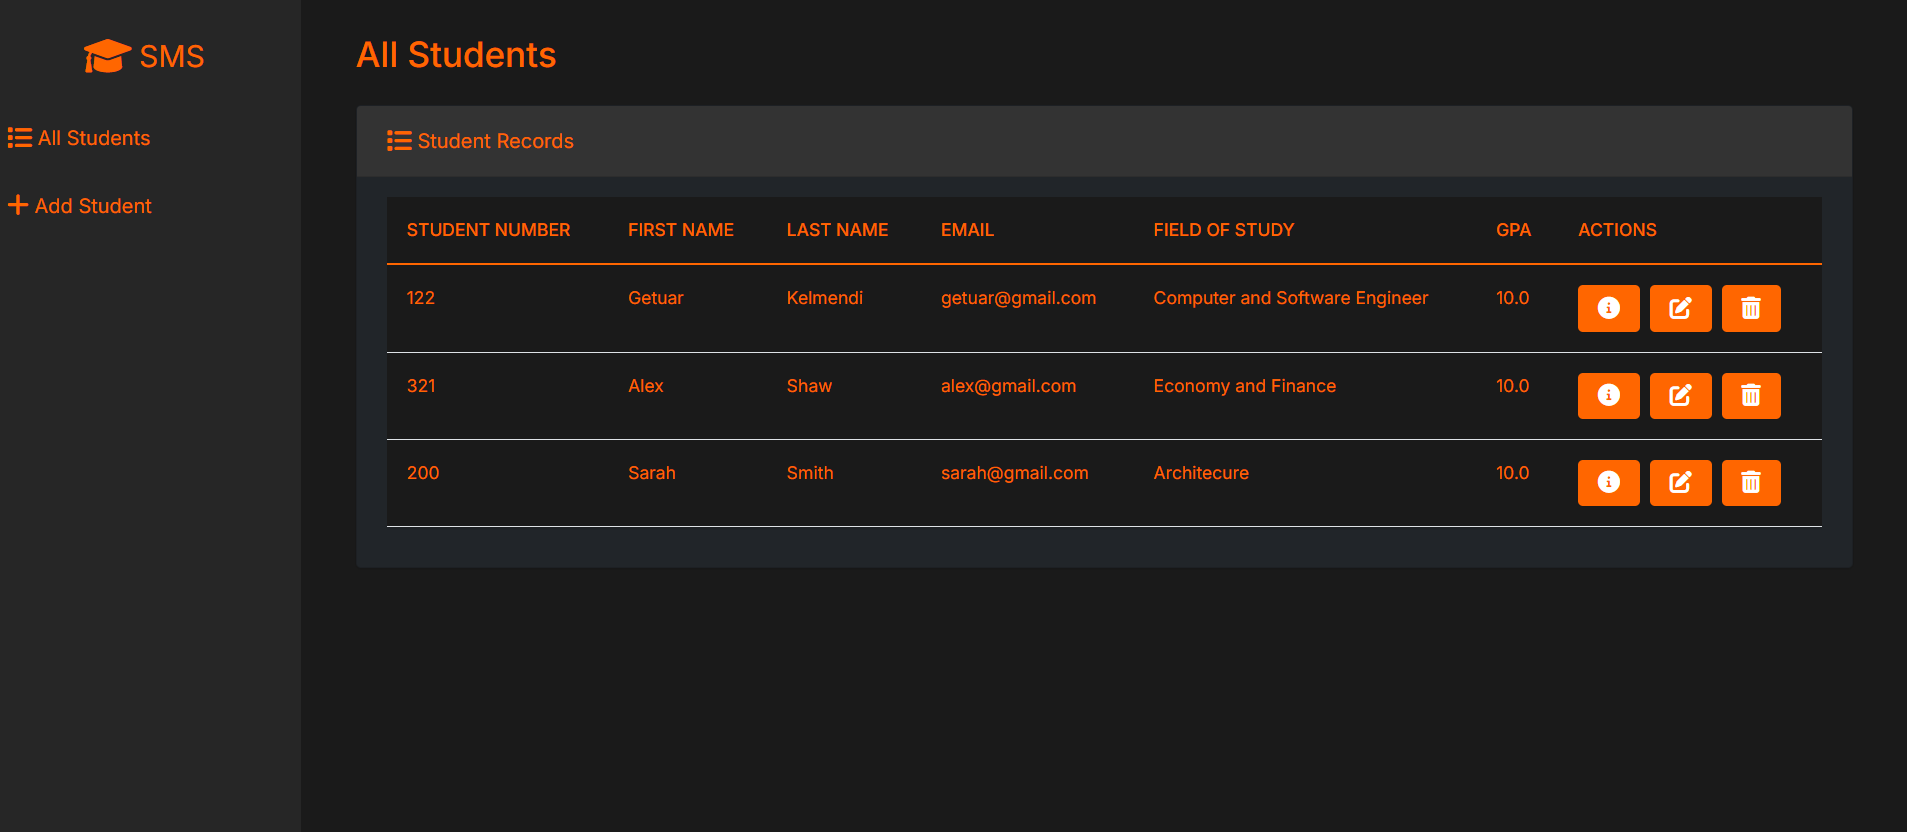 SMS
All Students
Add Student
All Students
Student Records
STUDENT NUMBER FIRST NAME LAST NAME EMAIL FIELD OF STUDY GPA ACTIONS
122 Getuar Kelmendi getuar@gmail.com Computer and Software Engineer 10.0
321 Alex Shaw alex@gmail.com Economy and Finance 10.0
200 Sarah Smith sarah@gmail.com Architecure 10.0